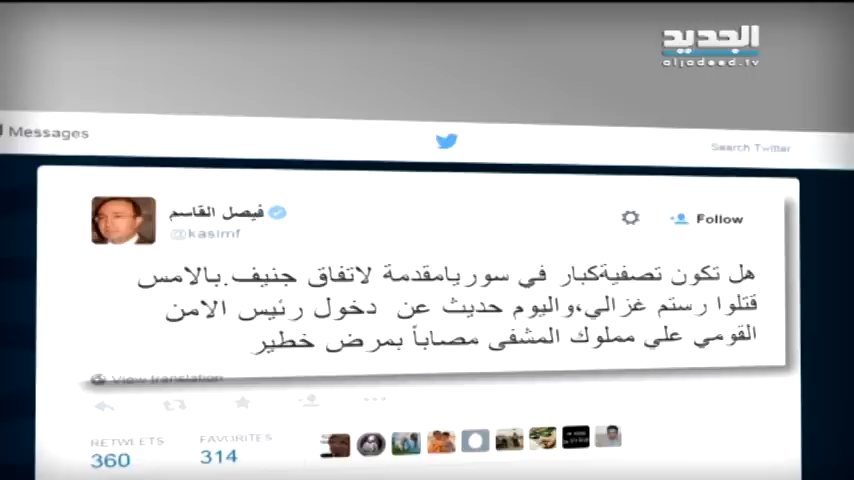 الجديد
aljadeed.tv
Messages
Search Twitter
فيصل القاسم
@kasimf
Follow
هل تكون تصفيةكبار في سوريامقدمة لاتفاق جنيف.بالامس
قتلوا رستم غزالي،واليوم حديث عن دخول رئيس الامن
القومي علي مملوك المشفى مصاباً بمرض خطير
View translation
RETWEETS
FAVORITES
360
314